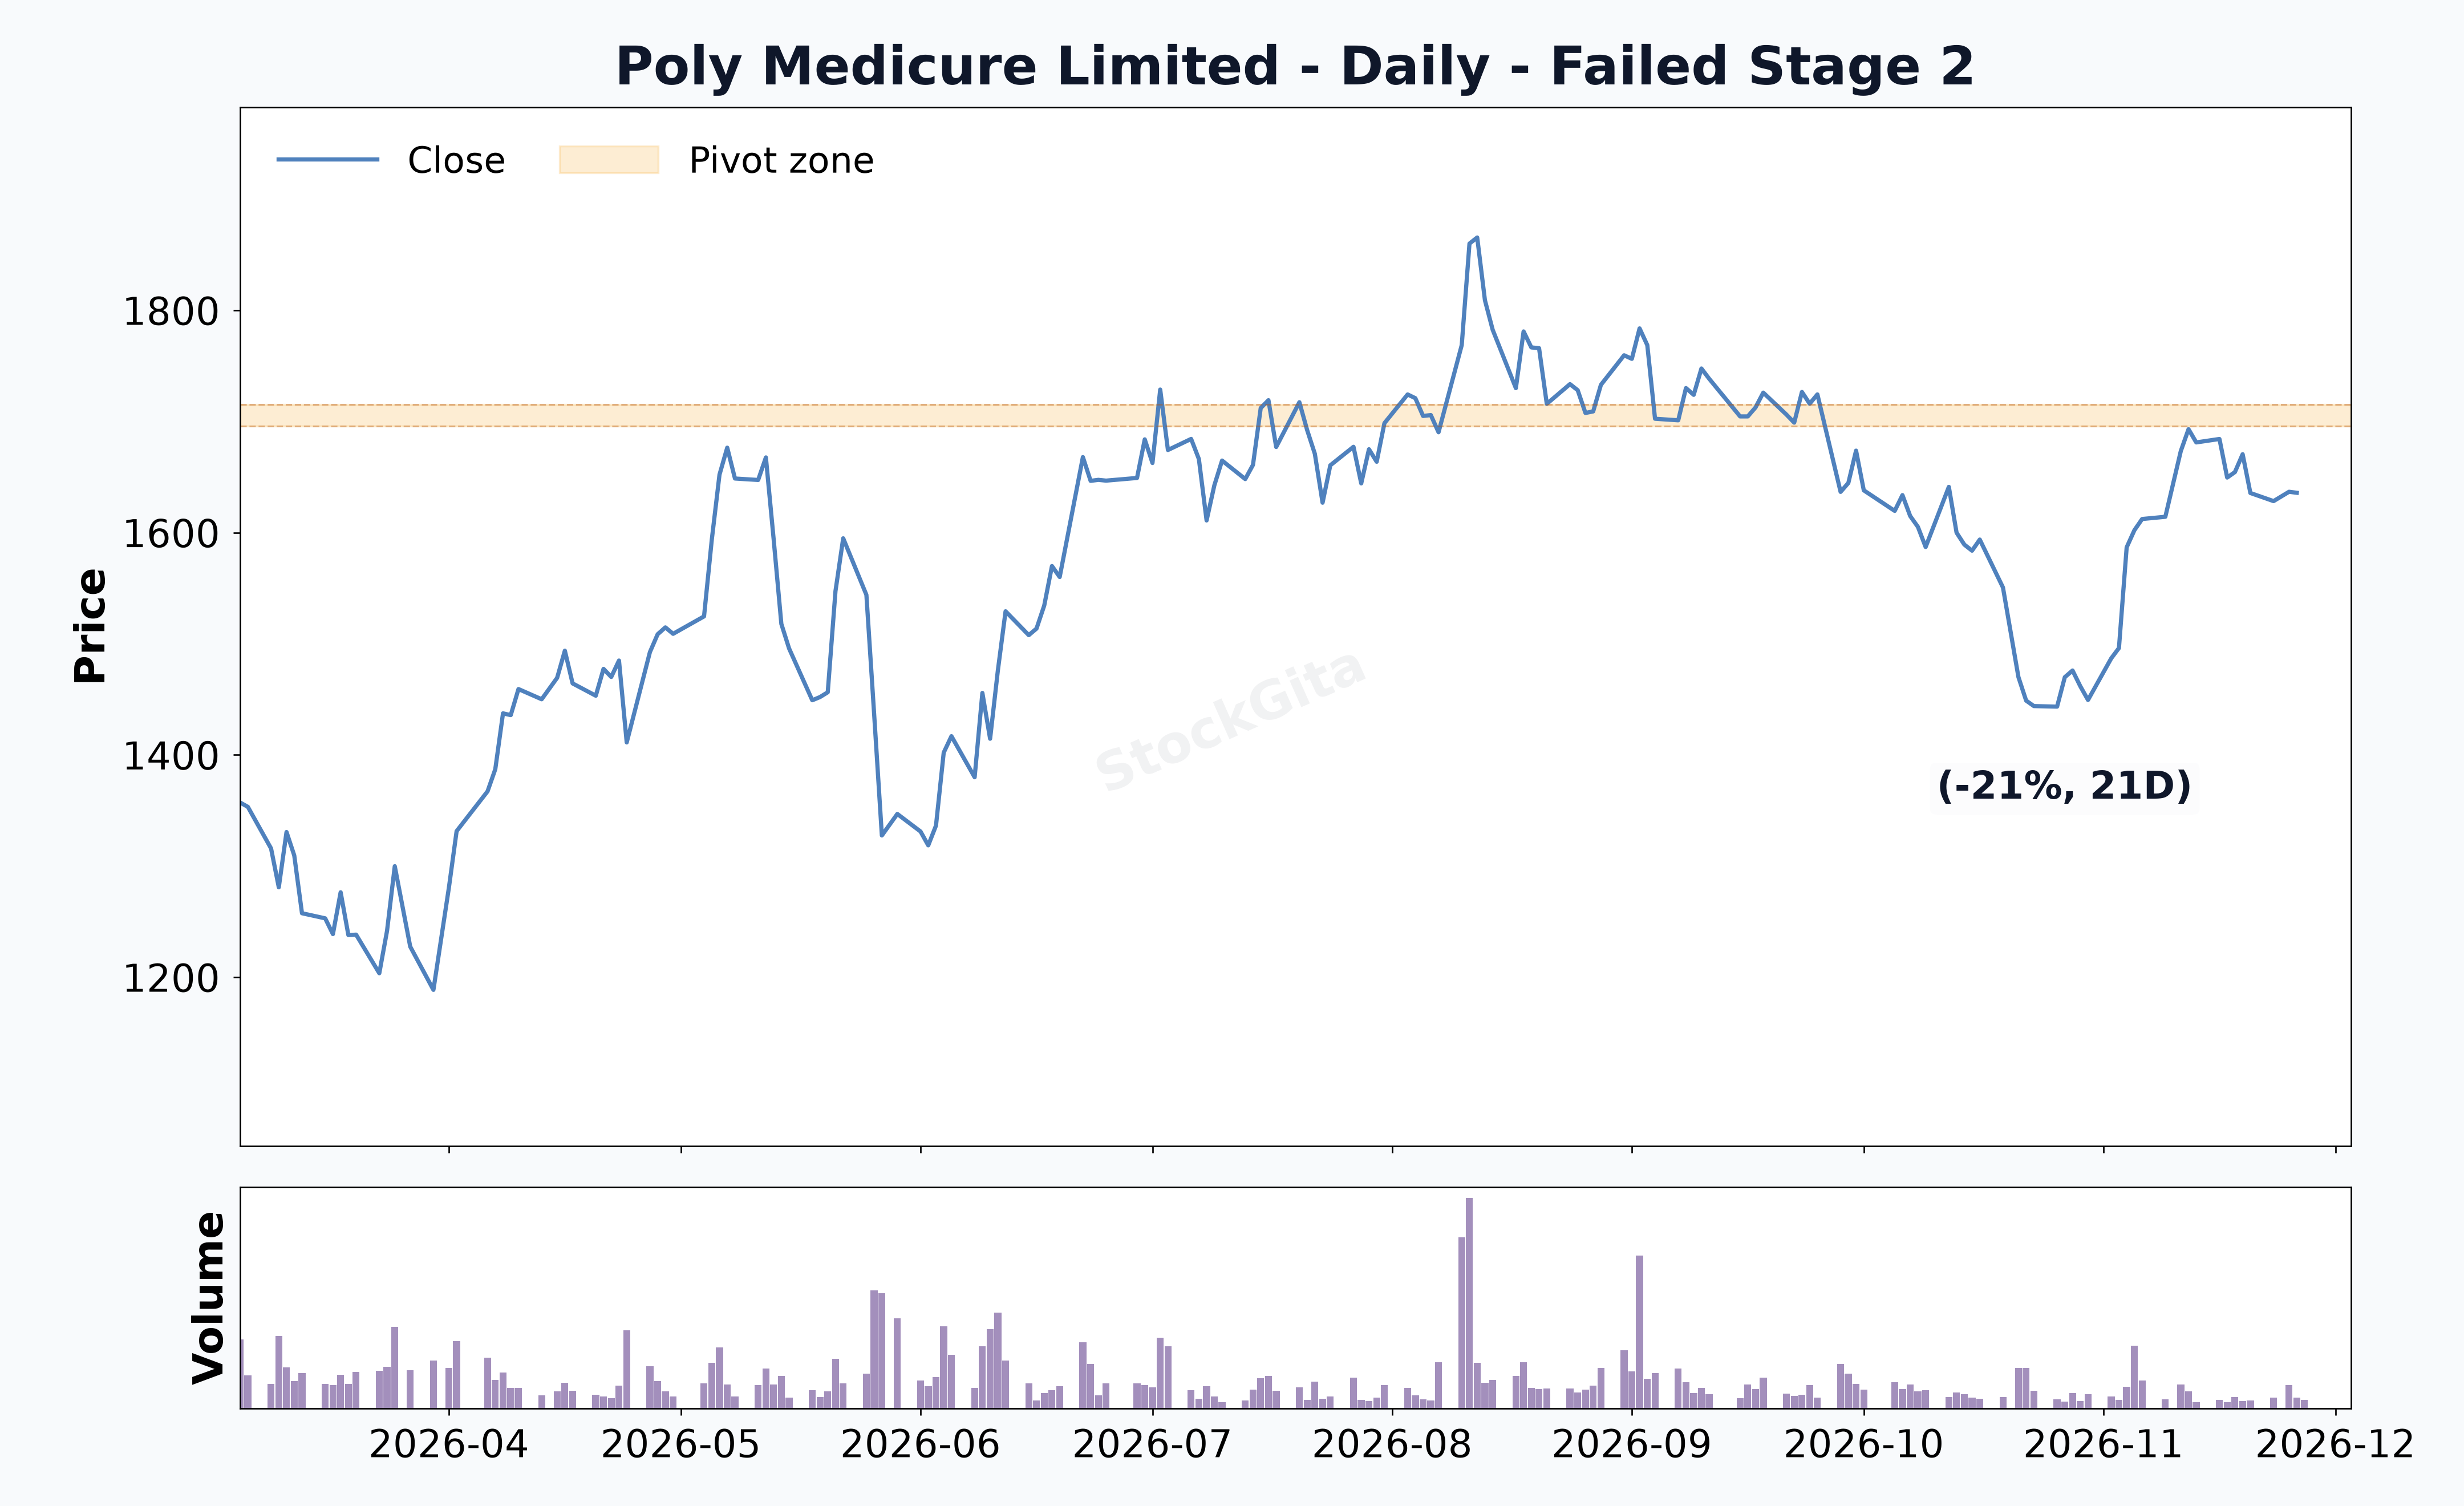 Poly Medicure Limited - Daily - Failed Stage 2
Close
Pivot zone
1800
1600
1400
1200
Price
StockGita
(-21%, 21D)
Volume
2026-04
2026-05
2026-06
2026-07
2026-08
2026-09
2026-10
2026-11
2026-12